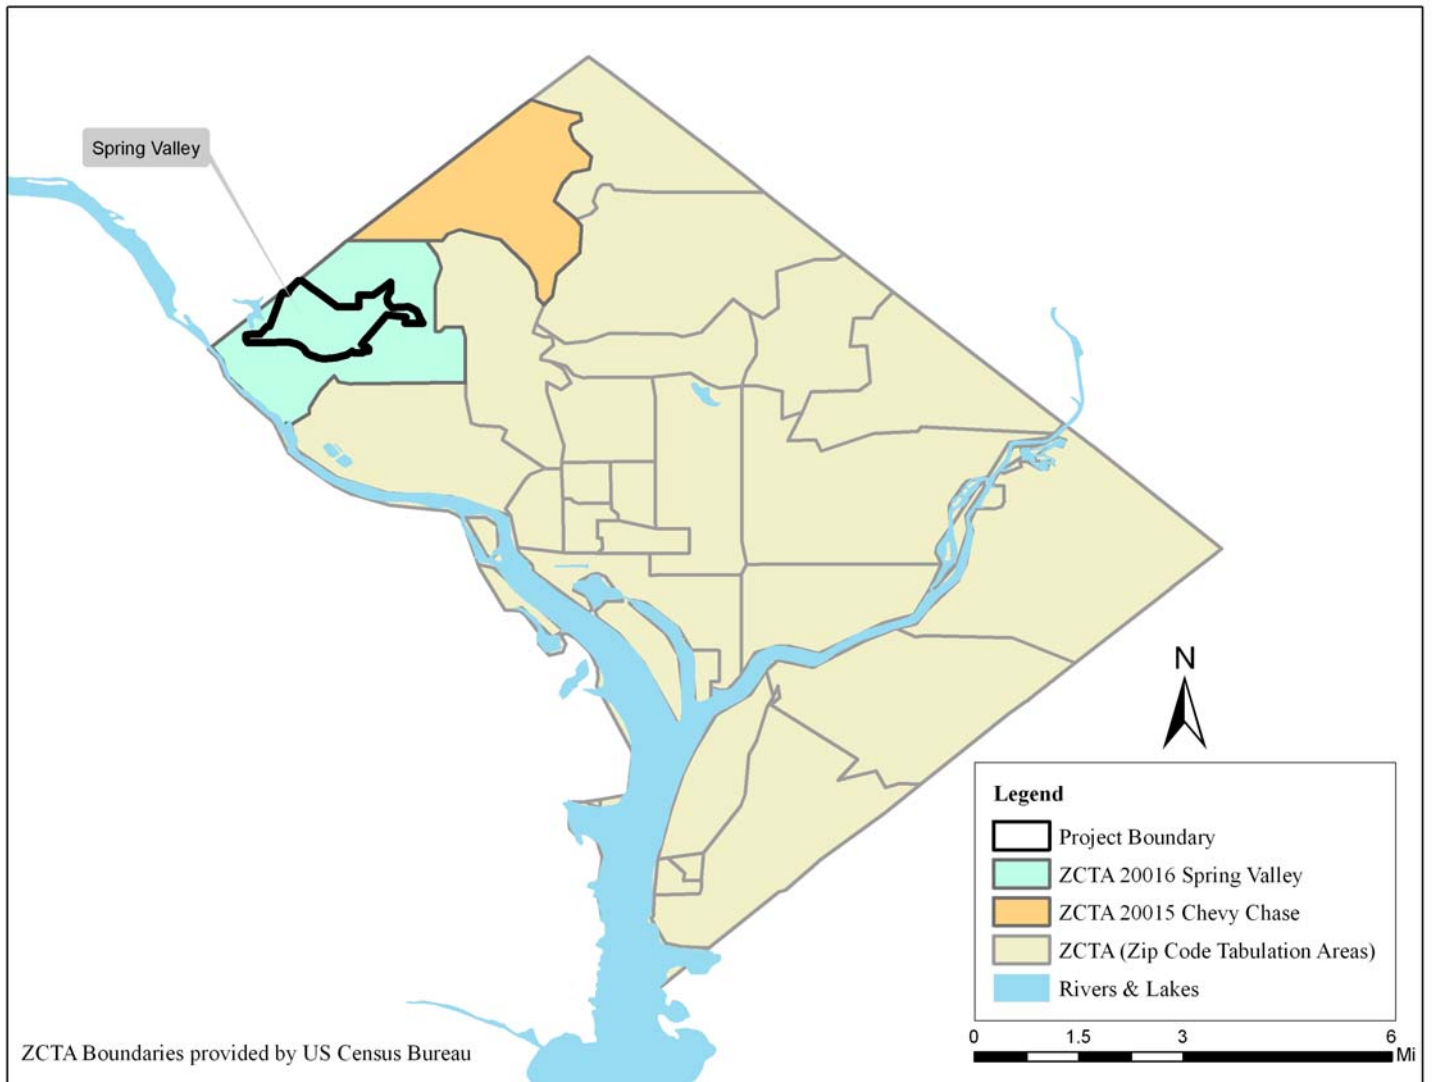 Spring Valley
N
Legend
Project Boundary
ZCTA 20016 Spring Valley
ZCTA 20015 Chevy Chase
ZCTA (Zip Code Tabulation Areas)
Rivers & Lakes
0 1.5 3 6
Mi
ZCTA Boundaries provided by US Census Bureau